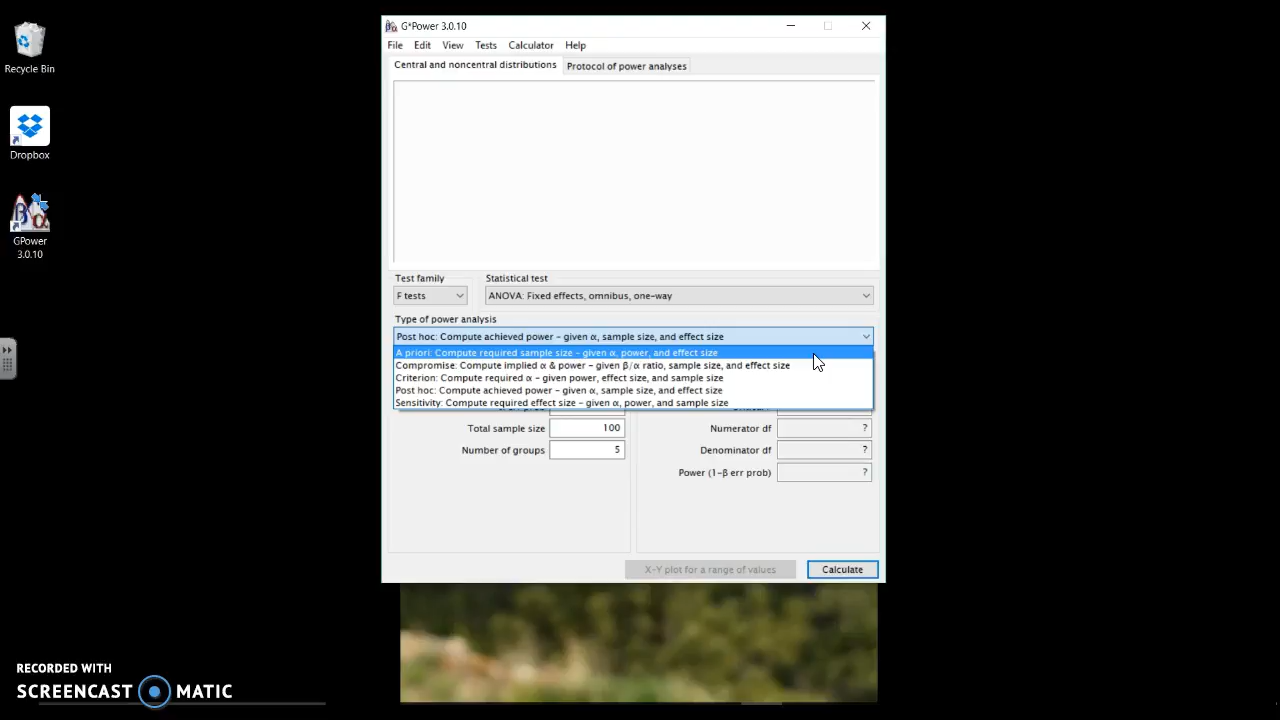 Recycle Bin
Dropbox
GPower
3.0.10
G*Power 3.0.10
File Edit View Tests Calculator Help
Central and noncentral distributions Protocol of power analyses
Test family Statistical test
F tests ANOVA: Fixed effects, omnibus, one-way
Type of power analysis
Post hoc: Compute achieved power - given α, sample size, and effect size
A priori: Compute required sample size - given α, power, and effect size
Compromise: Compute implied α & power - given β/α ratio, sample size, and effect size
Criterion: Compute required α - given power, effect size, and sample size
Post hoc: Compute achieved power - given α, sample size, and effect size
Sensitivity: Compute required effect size - given α, power, and sample size
Total sample size 100 Numerator df ?
Number of groups 5 Denominator df ?
Power (1-β err prob) ?
X-Y plot for a range of values Calculate
RECORDED WITH
SCREENCAST MATIC